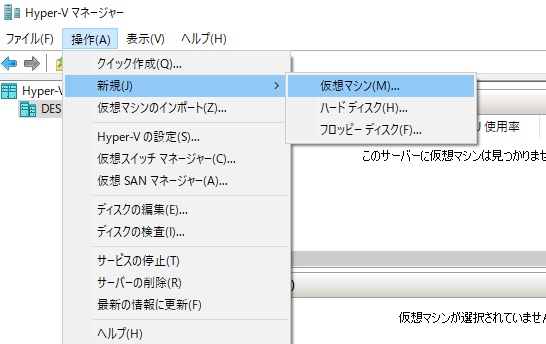 Hyper-V マネージャー
ファイル(F) 操作(A) 表示(V) ヘルプ(H)
クイック作成(Q)...
新規(J)
仮想マシン(M)...
仮想マシンのインポート(Z)...
ハード ディスク(H)...
フロッピー ディスク(F)...
Hyper-V
DES
Hyper-V の設定(S)...
仮想スイッチ マネージャー(C)...
仮想 SAN マネージャー(A)...
ディスクの編集(E)...
ディスクの検査(I)...
サービスの停止(T)
サーバーの削除(R)
最新の情報に更新(F)
ヘルプ(H)
使用率
このサーバーに仮想マシンは見つかりませ
仮想マシンが選択されていません